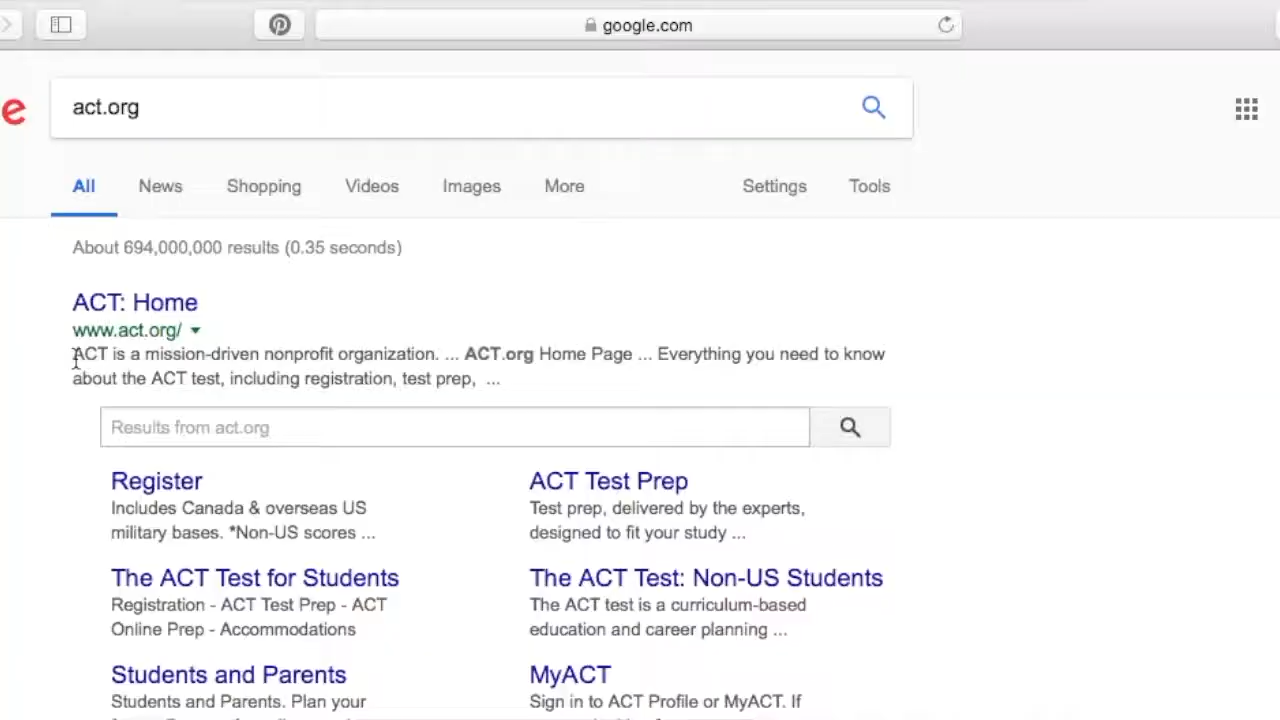 google.com
e
act.org
All News Shopping Videos Images More Settings Tools
About 694,000,000 results (0.35 seconds)
ACT: Home
www.act.org/
ACT is a mission-driven nonprofit organization. ... ACT.org Home Page ... Everything you need to know
about the ACT test, including registration, test prep, ...
Results from act.org
Register
Includes Canada & overseas US
military bases. *Non-US scores ...
ACT Test Prep
Test prep, delivered by the experts,
designed to fit your study ...
The ACT Test for Students
Registration - ACT Test Prep - ACT
Online Prep - Accommodations
The ACT Test: Non-US Students
The ACT test is a curriculum-based
education and career planning ...
Students and Parents
Students and Parents. Plan your
MyACT
Sign in to ACT Profile or MyACT. If